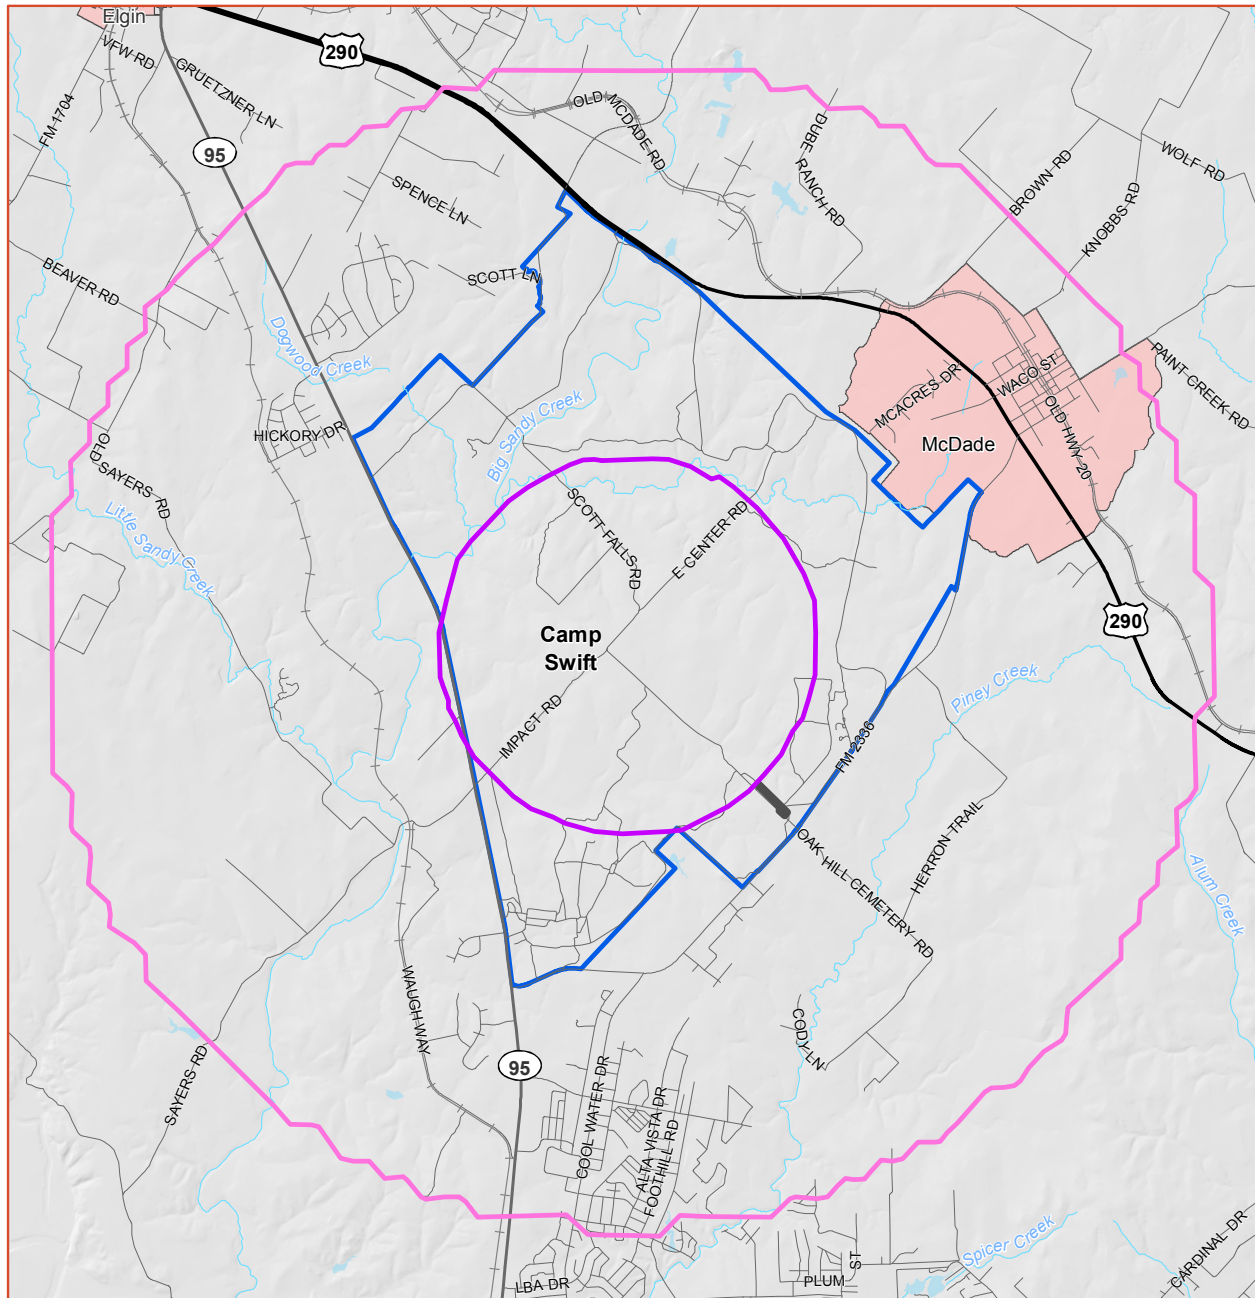 Elgin
290
VFW RD
GRUETZNER LN
FM 1704
95
OLD MCDADE RD
DUBE RANCH RD
WOLF RD
BROWN RD
KNOBBS RD
SPENCE LN
SCOTT LN
BEAVER RD
Dogwood Creek
PAINT CREEK RD
WACO ST
MCACRES DR
OLD HWY 20
McDade
HICKORY DR
Big Sandy Creek
OLD SAYERS RD
Little Sandy Creek
SCOTT FALLS RD
E CENTER RD
290
Camp
Swift
Piney Creek
IMPACT RD
FM 2336
HERRON TRAIL
OAK HILL CEMETERY RD
Alum Creek
WAUGH WAY
CODY LN
SAYERS RD
95
COOL WATER DR
ALTA VISTA DR
FOOTHILL RD
Spicer Creek
CARDINAL DR
LBA DR
PLUM ST